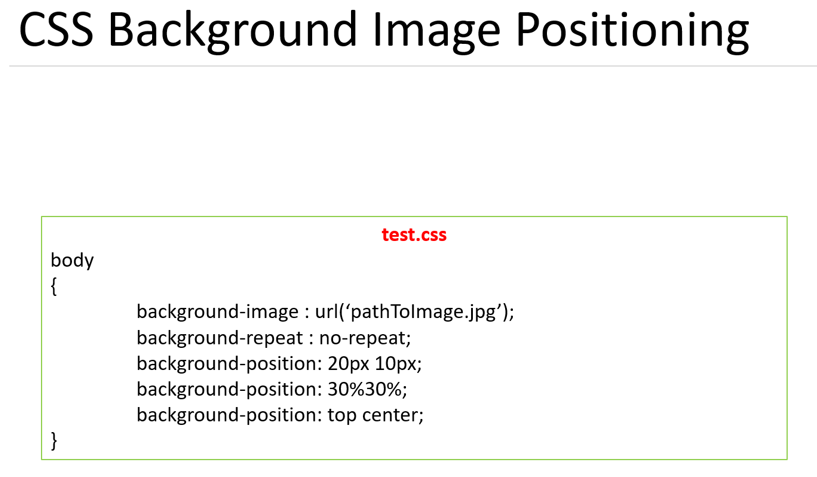 CSS Background Image Positioning
test.css
body
{
background-image : url(‘pathToImage.jpg’);
background-repeat : no-repeat;
background-position: 20px 10px;
background-position: 30%30%;
background-position: top center;
}